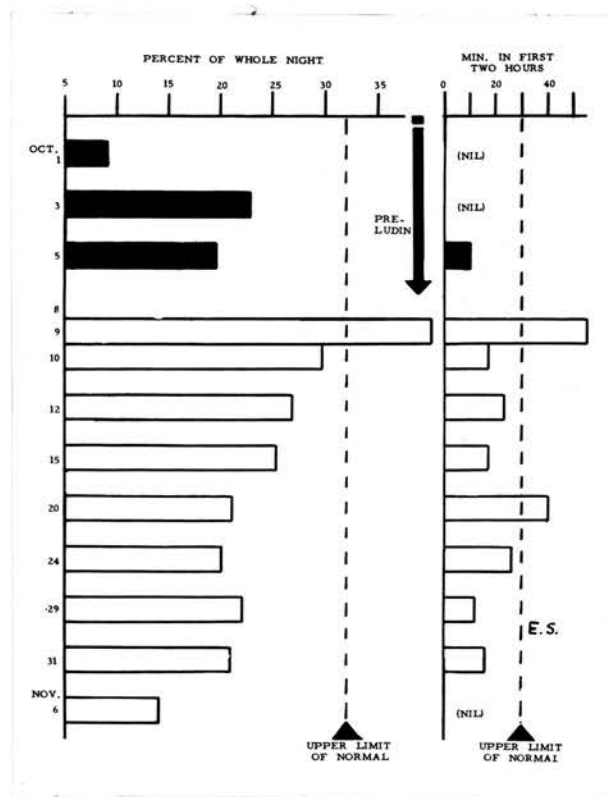 PERCENT OF WHOLE NIGHT
MIN. IN FIRST
TWO HOURS
5 10 15 20 25 30 35
0 20 40
OCT.
1
(NIL)
3
(NIL)
PRE-
LUDIN
5
8
9
10
12
15
20
24
29
E.S.
31
NOV.
6
(NIL)
UPPER LIMIT
OF NORMAL
UPPER LIMIT
OF NORMAL